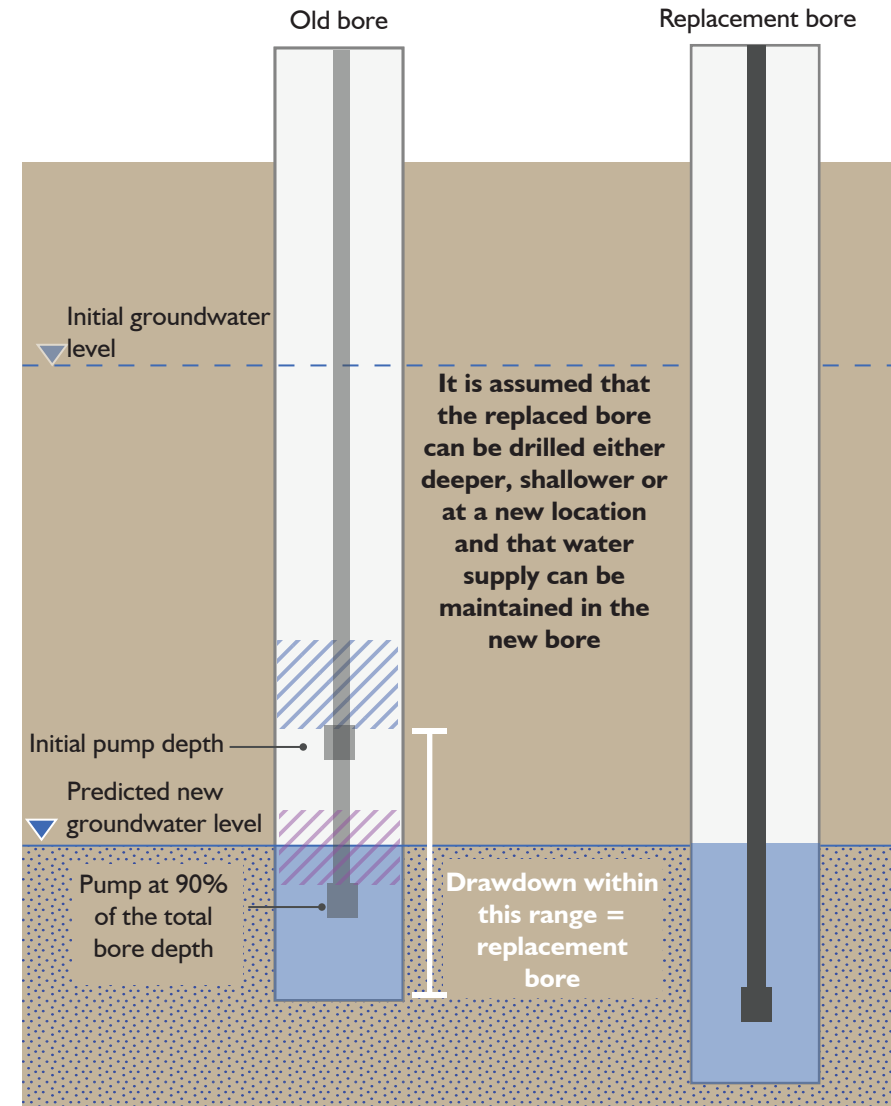 Old bore
Replacement bore
Initial groundwater
level
It is assumed that
the replaced bore
can be drilled either
deeper, shallower or
at a new location
and that water
supply can be
maintained in the
new bore
Initial pump depth
Predicted new
groundwater level
Pump at 90%
of the total
bore depth
Drawdown within
this range =
replacement
bore